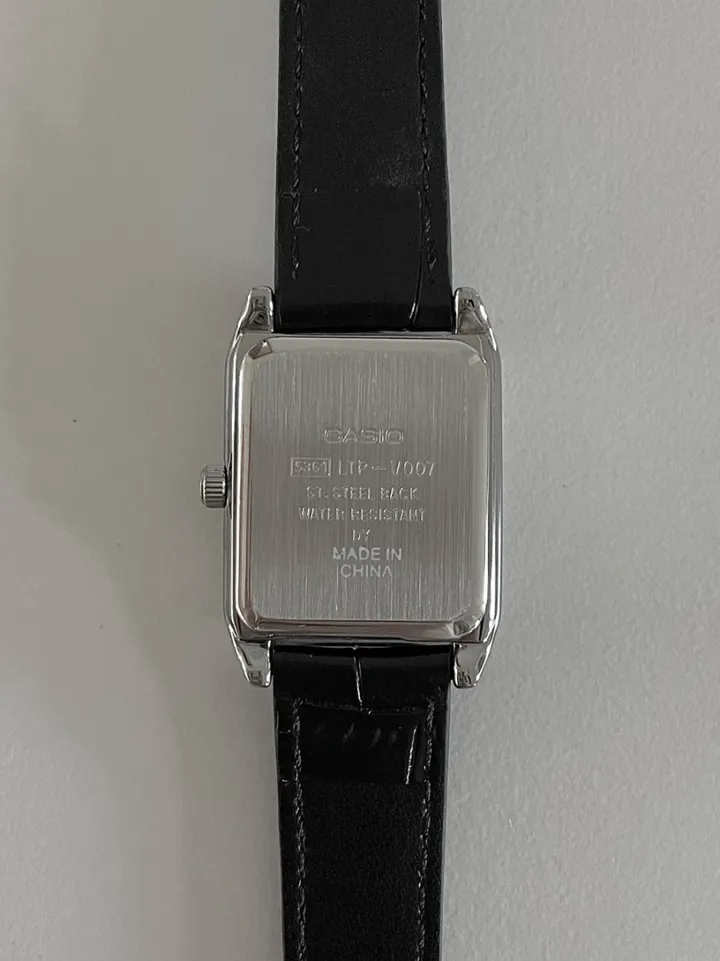 CASIO
5361 LTP-V007
ST. STEEL BACK
WATER RESISTANT
DY
MADE IN
CHINA